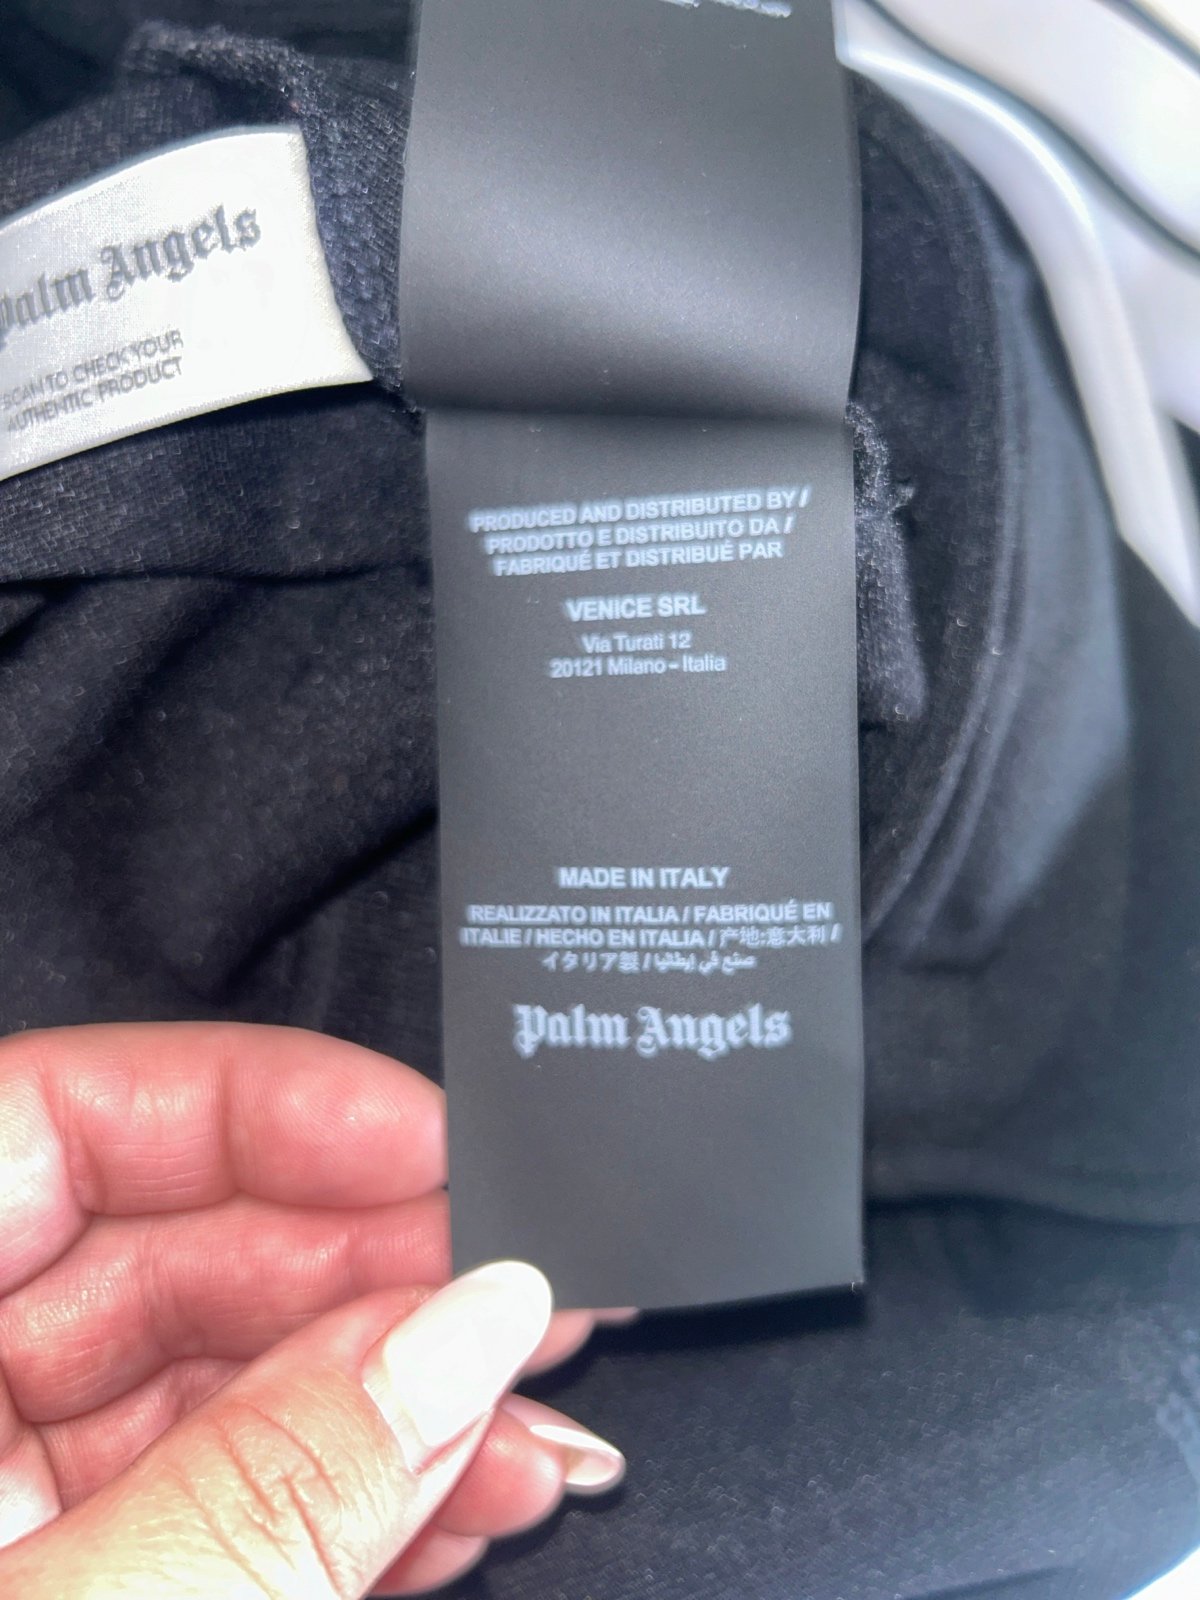 Palm Angels
SCAN TO CHECK YOUR
AUTHENTIC PRODUCT
PRODUCED AND DISTRIBUTED BY /
PRODOTTO E DISTRIBUITO DA /
FABRIQUÉ ET DISTRIBUÉ PAR
VENICE SRL
Via Turati 12
20121 Milano - Italia
MADE IN ITALY
REALIZZATO IN ITALIA / FABRIQUÉ EN
ITALIE / HECHO EN ITALIA / 产地:意大利 /
イタリア製 / صنع في إيطاليا
Palm Angels